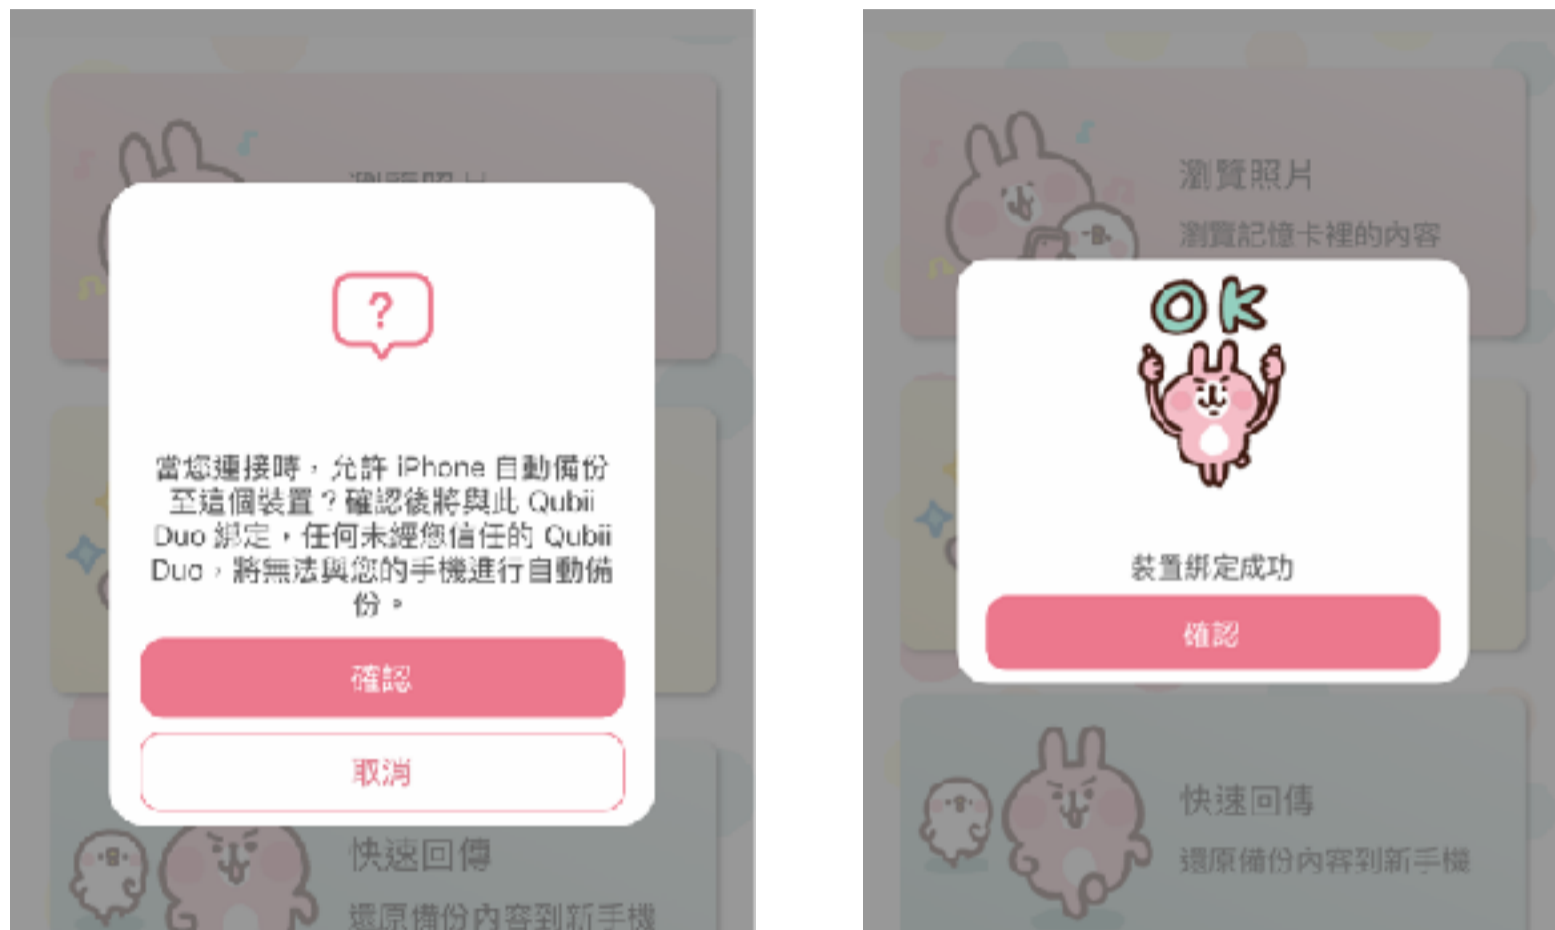 瀏覽照片
?
當您連接時，允許 iPhone 自動備份
至這個裝置？確認後將與此 Qubii
Duo 綁定，任何未經您信任的 Qubii
Duo，將無法與您的手機進行自動備
份。
確認
取消
快速回傳
還原備份內容到新手機
瀏覽照片
瀏覽記憶卡裡的內容
OK
裝置綁定成功
確認
快速回傳
還原備份內容到新手機